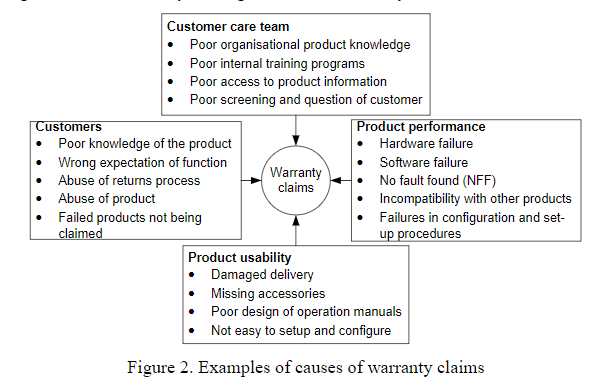 Customer care team
• Poor organisational product knowledge
• Poor internal training programs
• Poor access to product information
• Poor screening and question of customer
Customers
• Poor knowledge of the product
• Wrong expectation of function
• Abuse of returns process
• Abuse of product
• Failed products not being
claimed
Warranty
claims
Product performance
• Hardware failure
• Software failure
• No fault found (NFF)
• Incompatibility with other products
• Failures in configuration and set-
up procedures
Product usability
• Damaged delivery
• Missing accessories
• Poor design of operation manuals
• Not easy to setup and configure
Figure 2. Examples of causes of warranty claims